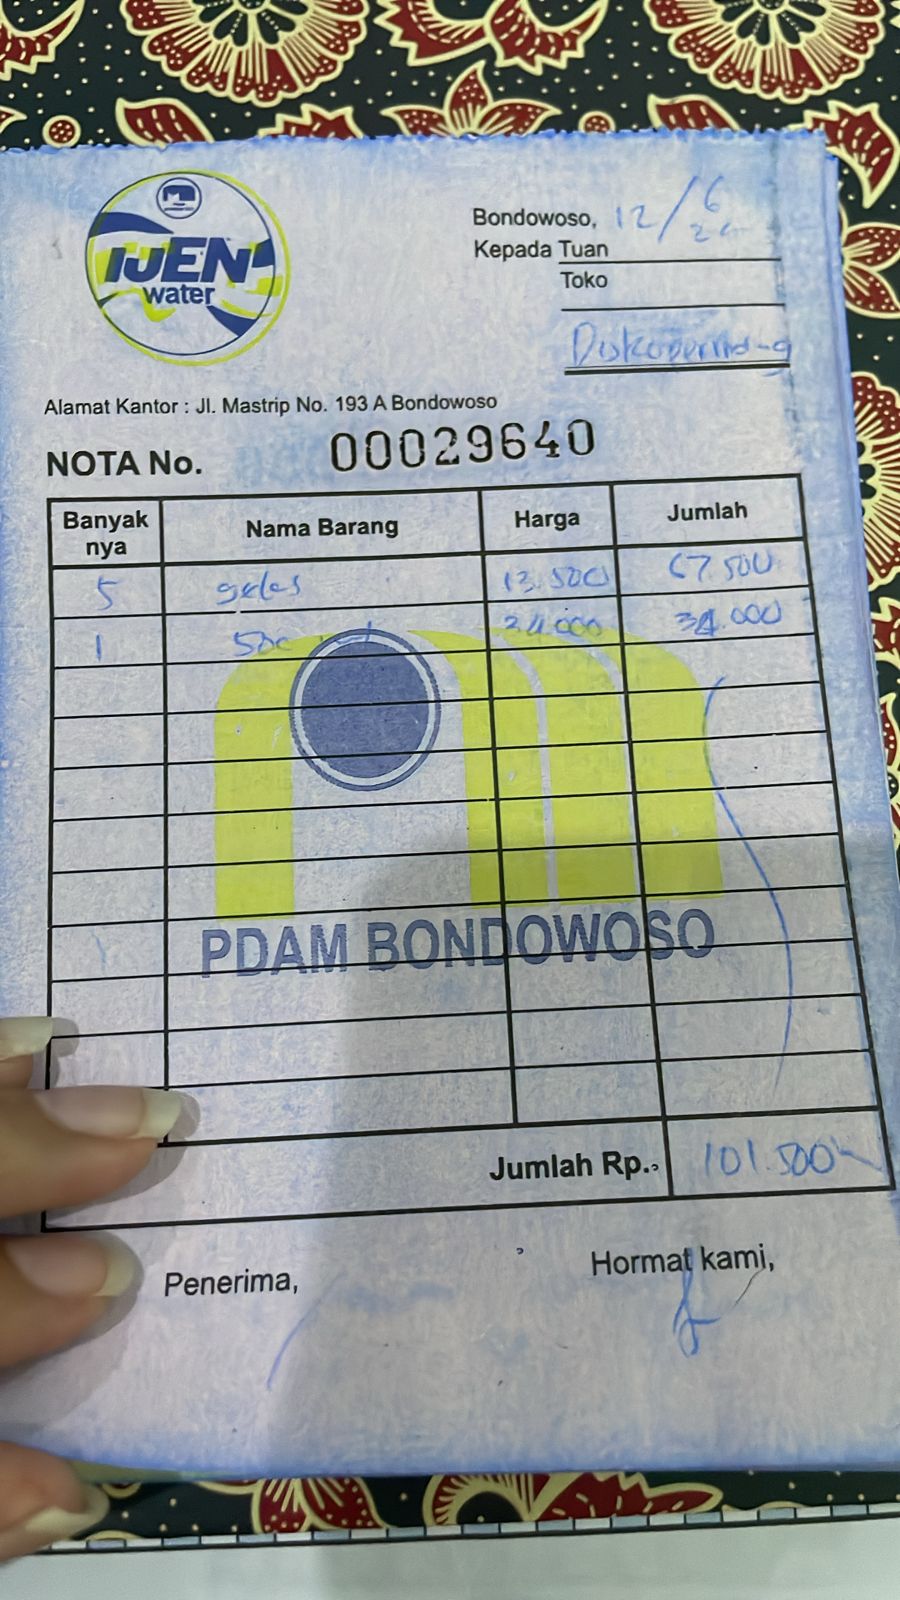 IJEN
water
Bondowoso, 12/6
24
Kepada Tuan
Toko
Diskoperindag
Alamat Kantor : Jl. Mastrip No. 193 A Bondowoso
NOTA No. 00029640
Banyak nya Nama Barang Harga Jumlah
5 gelas 13.500 67.500
1 500 ml 34.000 34.000
PDAM BONDOWOSO
Jumlah Rp.. 101.500
Penerima,
Hormat kami,